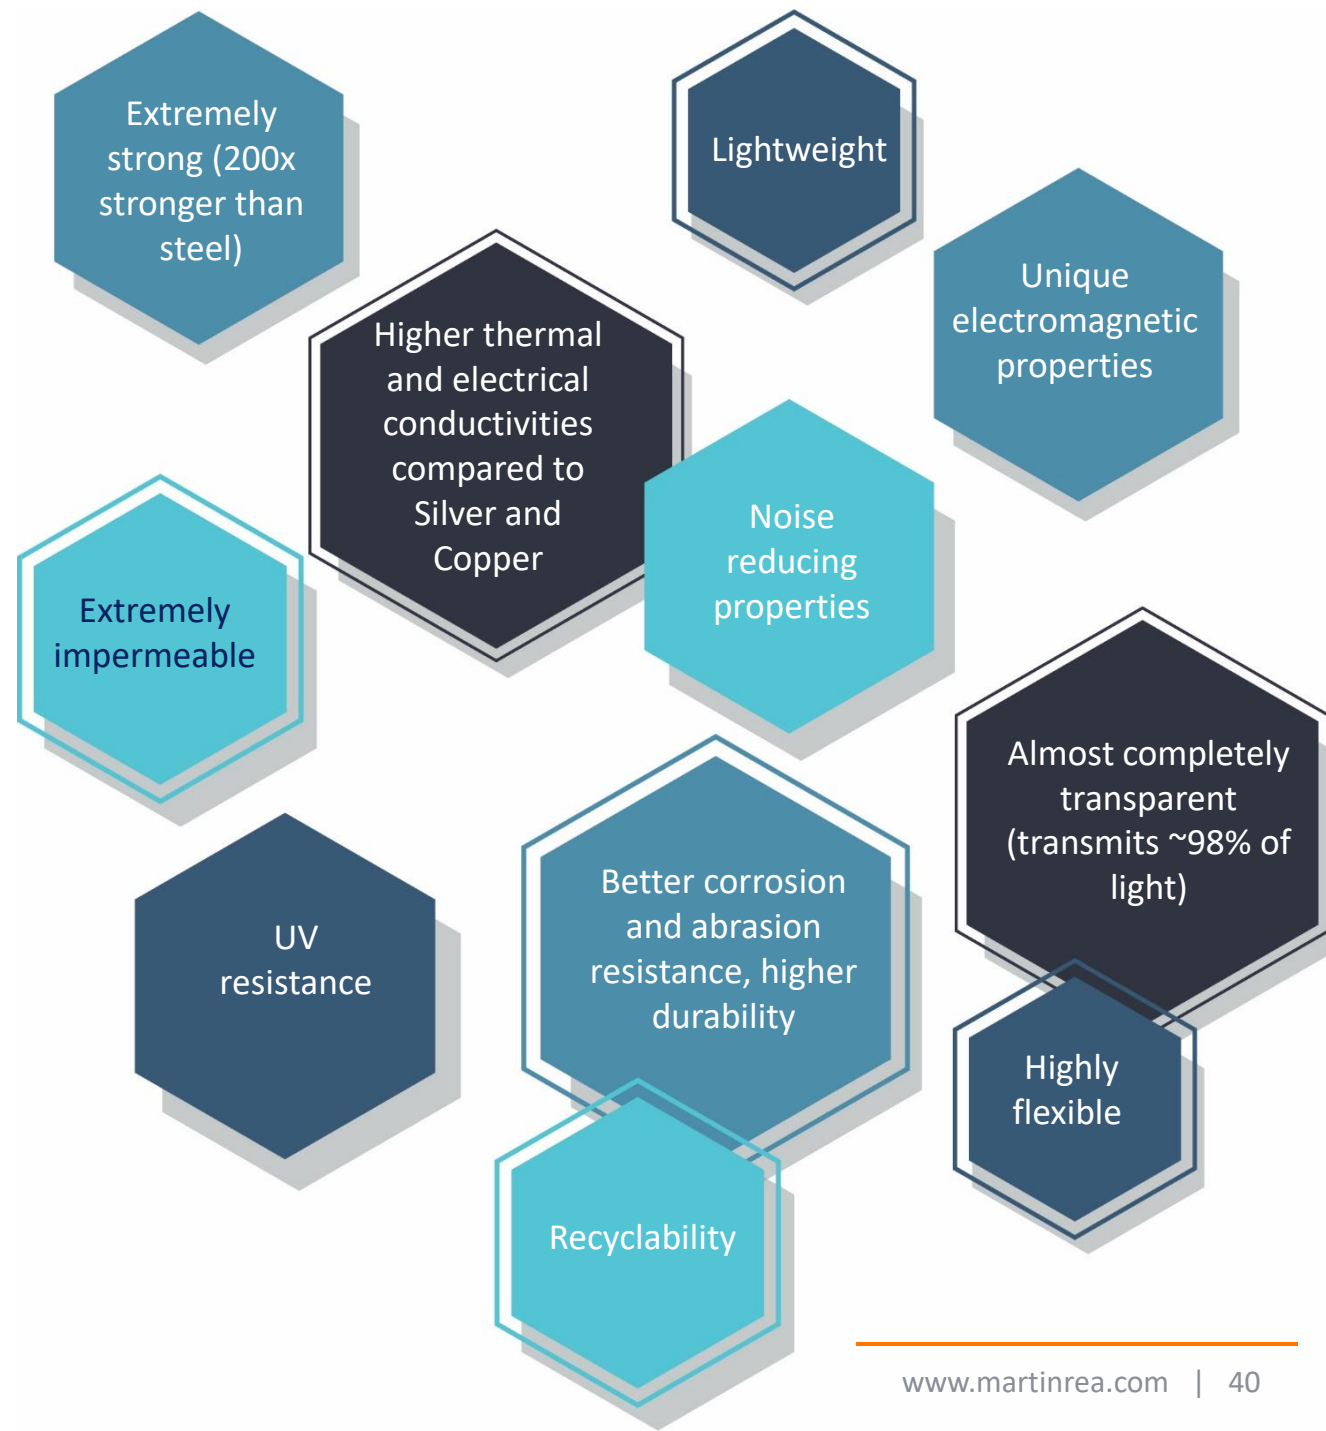 Extremely
strong (200x
stronger than
steel)
Lightweight
Unique
electromagnetic
properties
Higher thermal
and electrical
conductivities
compared to
Silver and
Copper
Noise
reducing
properties
Extremely
impermeable
Almost completely
transparent
(transmits ~98% of
light)
Better corrosion
and abrasion
resistance, higher
durability
UV
resistance
Highly
flexible
Recyclability
www.martinrea.com | 40